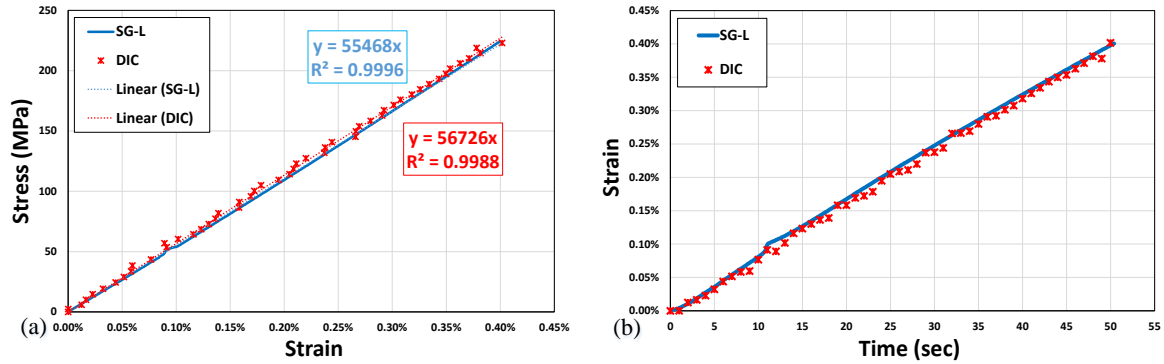 250
200
150
100
50
0
Stress (MPa)
SG-L
DIC
Linear (SG-L)
Linear (DIC)
y = 55468x
R² = 0.9996
y = 56726x
R² = 0.9988
(a)
0.00% 0.05% 0.10% 0.15% 0.20% 0.25% 0.30% 0.35% 0.40% 0.45%
Strain
0.45%
0.40%
0.35%
0.30%
0.25%
0.20%
0.15%
0.10%
0.05%
0.00%
Strain
SG-L
DIC
(b)
0 5 10 15 20 25 30 35 40 45 50 55
Time (sec)